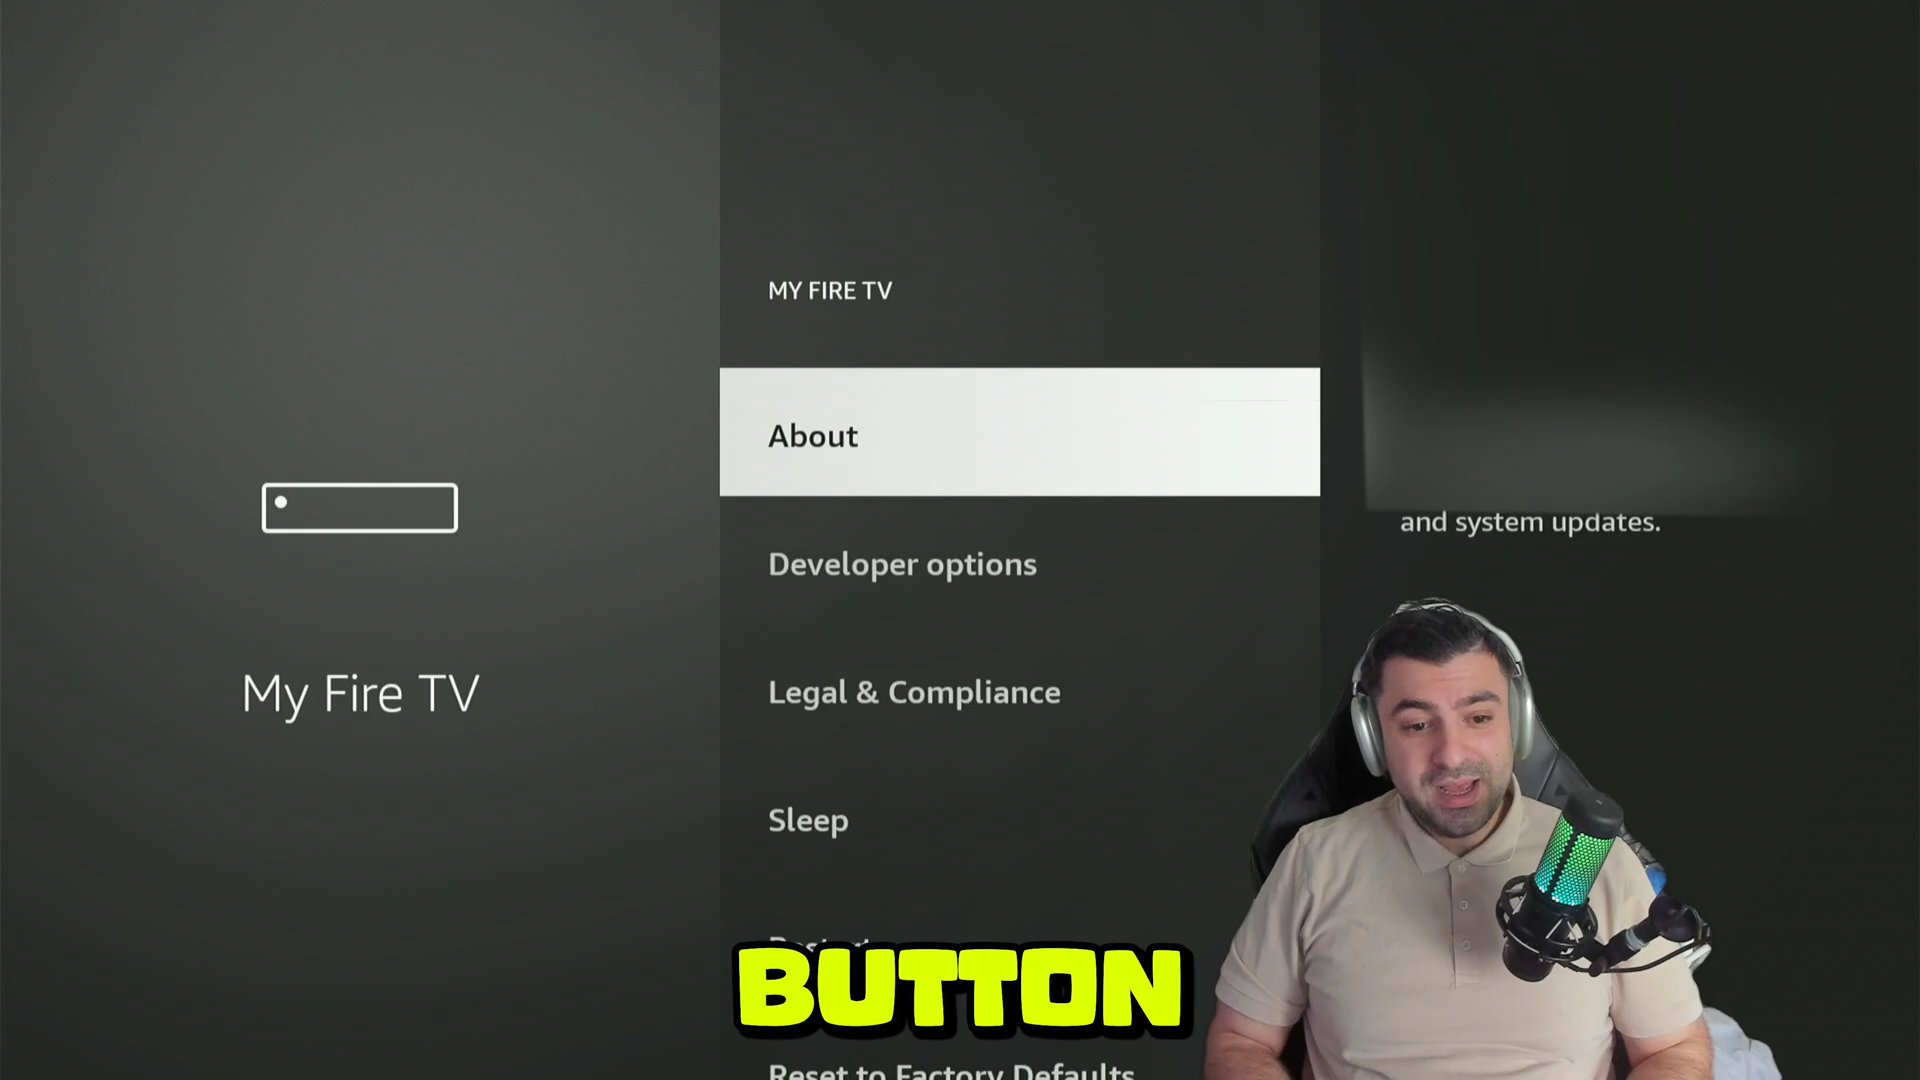 MY FIRE TV
About
and system updates.
Developer options
My Fire TV
Legal & Compliance
Sleep
BUTTON
Reset to Factory Defaults